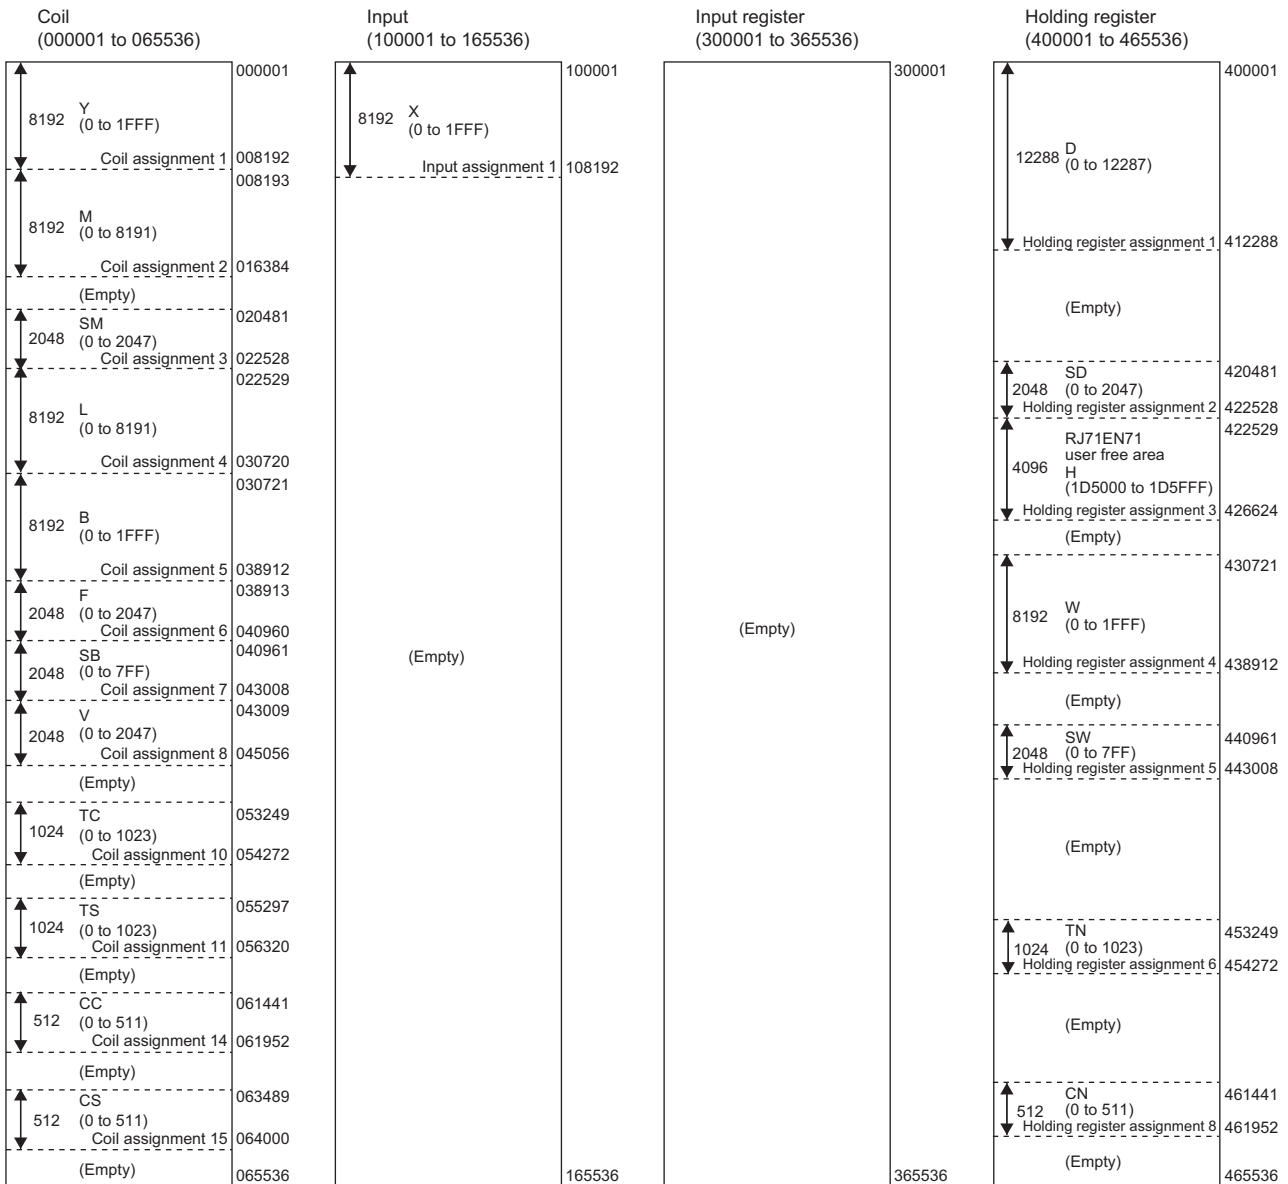 Coil
(000001 to 065536)
000001
8192
Y
(0 to 1FFF)
Coil assignment 1
008192
008193
8192
M
(0 to 8191)
Coil assignment 2
016384
(Empty)
020481
2048
SM
(0 to 2047)
Coil assignment 3
022528
022529
8192
L
(0 to 8191)
Coil assignment 4
030720
030721
8192
B
(0 to 1FFF)
Coil assignment 5
038912
038913
2048
F
(0 to 2047)
Coil assignment 6
040960
040961
2048
SB
(0 to 7FF)
Coil assignment 7
043008
043009
2048
V
(0 to 2047)
Coil assignment 8
045056
(Empty)
053249
1024
TC
(0 to 1023)
Coil assignment 10
054272
(Empty)
055297
1024
TS
(0 to 1023)
Coil assignment 11
056320
(Empty)
061441
512
CC
(0 to 511)
Coil assignment 14
061952
(Empty)
063489
512
CS
(0 to 511)
Coil assignment 15
064000
(Empty)
065536
Input
(100001 to 165536)
100001
8192
X
(0 to 1FFF)
Input assignment 1
108192
(Empty)
165536
Input register
(300001 to 365536)
300001
(Empty)
365536
Holding register
(400001 to 465536)
400001
12288
D
(0 to 12287)
Holding register assignment 1
412288
(Empty)
420481
2048
SD
(0 to 2047)
Holding register assignment 2
422528
422529
4096
RJ71EN71
user free area
H
(1D5000 to 1D5FFF)
Holding register assignment 3
426624
(Empty)
430721
8192
W
(0 to 1FFF)
Holding register assignment 4
438912
(Empty)
440961
2048
SW
(0 to 7FF)
Holding register assignment 5
443008
(Empty)
453249
1024
TN
(0 to 1023)
Holding register assignment 6
454272
(Empty)
461441
512
CN
(0 to 511)
Holding register assignment 8
461952
(Empty)
465536